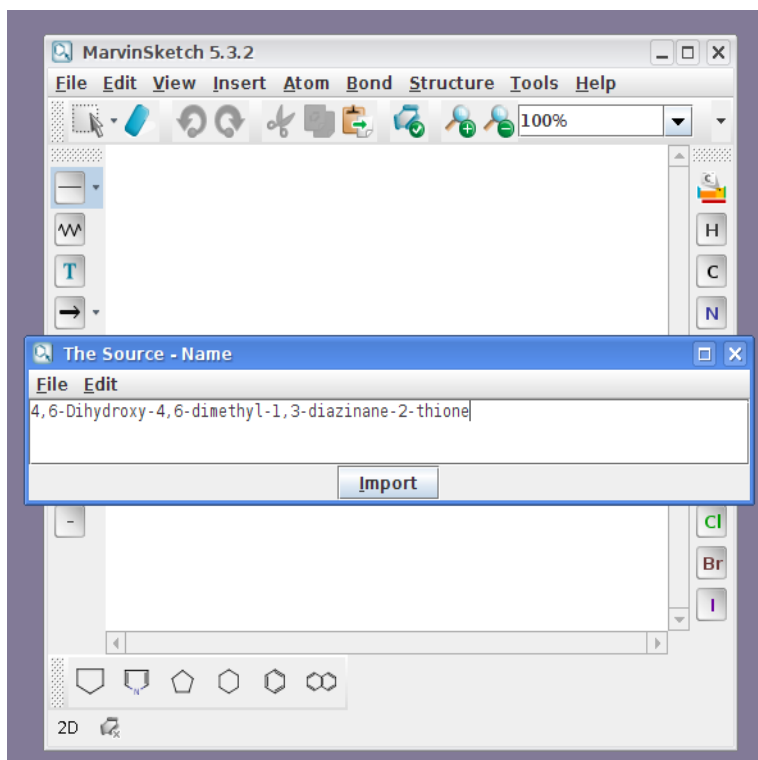 MarvinSketch 5.3.2
File Edit View Insert Atom Bond Structure Tools Help
100%
C
H
T
C
N
The Source - Name
File Edit
4,6-Dihydroxy-4,6-dimethyl-1,3-diazinane-2-thione
Import
-
Cl
Br
I
N
2D